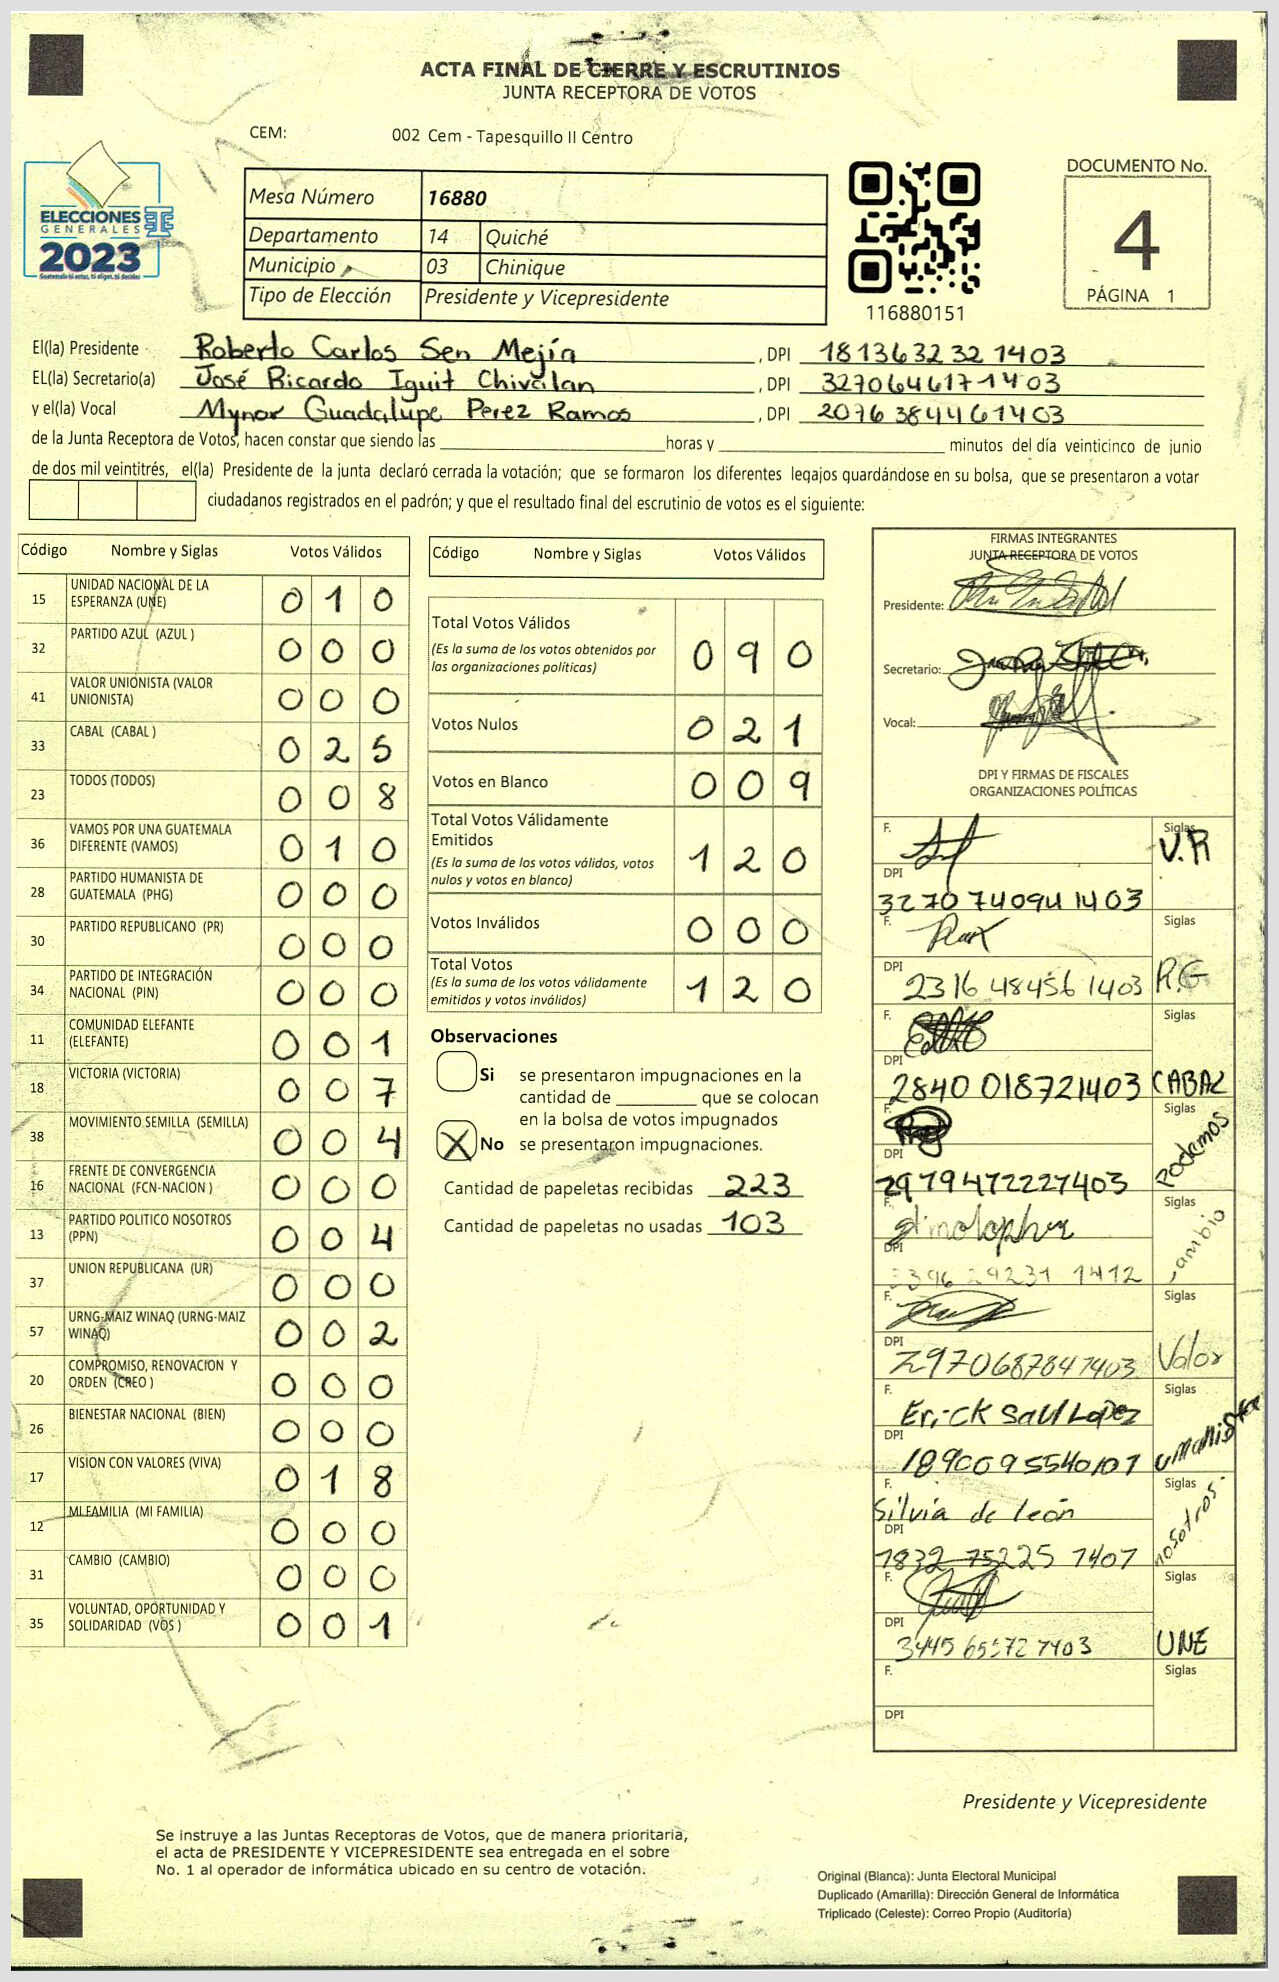 ACTA FINAL DE CIERRE Y ESCRUTINIOS
JUNTA RECEPTORA DE VOTOS
CEM: 002 Cem - Tapesquillo II Centro
ELECCIONES
GENERALES
2023
Mesa Número 16880
Departamento 14 Quiché
Municipio 03 Chinique
Tipo de Elección Presidente y Vicepresidente
116880151
DOCUMENTO No.
4
PÁGINA 1
El(la) Presidente Roberto Carlos Sen Mejía, DPI 1813632321403
EL(la) Secretario(a) José Ricardo Iguit Chivalan, DPI 3270646171403
y el(la) Vocal Mynor Guadalupe Perez Ramos, DPI 2076384461403
de la Junta Receptora de Votos, hacen constar que siendo las horas y minutos del día veinticinco de junio
de dos mil veintitrés, el(la) Presidente de la junta declaró cerrada la votación; que se formaron los diferentes legajos guardándose en su bolsa, que se presentaron a votar
ciudadanos registrados en el padrón; y que el resultado final del escrutinio de votos es el siguiente:
Código Nombre y Siglas Votos Válidos
15 UNIDAD NACIONAL DE LA ESPERANZA (UNE) 0 1 0
32 PARTIDO AZUL (AZUL ) 0 0 0
41 VALOR UNIONISTA (VALOR UNIONISTA) 0 0 0
33 CABAL (CABAL ) 0 2 5
23 TODOS (TODOS) 0 0 8
36 VAMOS POR UNA GUATEMALA DIFERENTE (VAMOS) 0 1 0
28 PARTIDO HUMANISTA DE GUATEMALA (PHG) 0 0 0
30 PARTIDO REPUBLICANO (PR) 0 0 0
34 PARTIDO DE INTEGRACIÓN NACIONAL (PIN) 0 0 0
11 COMUNIDAD ELEFANTE (ELEFANTE) 0 0 1
18 VICTORIA (VICTORIA) 0 0 7
38 MOVIMIENTO SEMILLA (SEMILLA) 0 0 4
16 FRENTE DE CONVERGENCIA NACIONAL (FCN-NACION ) 0 0 0
13 PARTIDO POLITICO NOSOTROS (PPN) 0 0 4
37 UNION REPUBLICANA (UR) 0 0 0
57 URNG-MAIZ WINAQ (URNG-MAIZ WINAQ) 0 0 2
20 COMPROMISO, RENOVACION Y ORDEN (CREO ) 0 0 0
26 BIENESTAR NACIONAL (BIEN) 0 0 0
17 VISION CON VALORES (VIVA) 0 1 8
12 MI FAMILIA (MI FAMILIA) 0 0 0
31 CAMBIO (CAMBIO) 0 0 0
35 VOLUNTAD, OPORTUNIDAD Y SOLIDARIDAD (VOS ) 0 0 1
Código Nombre y Siglas Votos Válidos
Total Votos Válidos 0 9 0
(Es la suma de los votos obtenidos por
las organizaciones políticas)
Votos Nulos 0 2 1
Votos en Blanco 0 0 9
Total Votos Válidamente
Emitidos 1 2 0
(Es la suma de los votos válidos, votos
nulos y votos en blanco)
Votos Inválidos 0 0 0
Total Votos 1 2 0
(Es la suma de los votos válidamente
emitidos y votos inválidos)
Observaciones
Si se presentaron impugnaciones en la
cantidad de que se colocan
en la bolsa de votos impugnados
X No se presentaron impugnaciones.
Cantidad de papeletas recibidas 223
Cantidad de papeletas no usadas 103
FIRMAS INTEGRANTES
JUNTA RECEPTORA DE VOTOS
Presidente:
Secretario:
Vocal:
DPI Y FIRMAS DE FISCALES
ORGANIZACIONES POLÍTICAS
F. Siglas V.R
DPI 3270740941403
F. Siglas R.G
DPI 2316484561403
F. Siglas CABAL
DPI 2840018721403
F. Siglas Podemos
DPI 2979472227403
F. Siglas
DPI
F. Siglas Valor
DPI 2970687847403
F. Erick Saul Lopez Siglas
DPI 1890095540101
F. Silvia de león Siglas nosotros.
DPI 1832752257407
F. Siglas UNE
DPI
F. Siglas
DPI
Presidente y Vicepresidente
Se instruye a las Juntas Receptoras de Votos, que de manera prioritaria,
el acta de PRESIDENTE Y VICEPRESIDENTE sea entregada en el sobre
No. 1 al operador de informática ubicado en su centro de votación.
Original (Blanca): Junta Electoral Municipal
Duplicado (Amarilla): Dirección General de Informática
Triplicado (Celeste): Correo Propio (Auditoría)